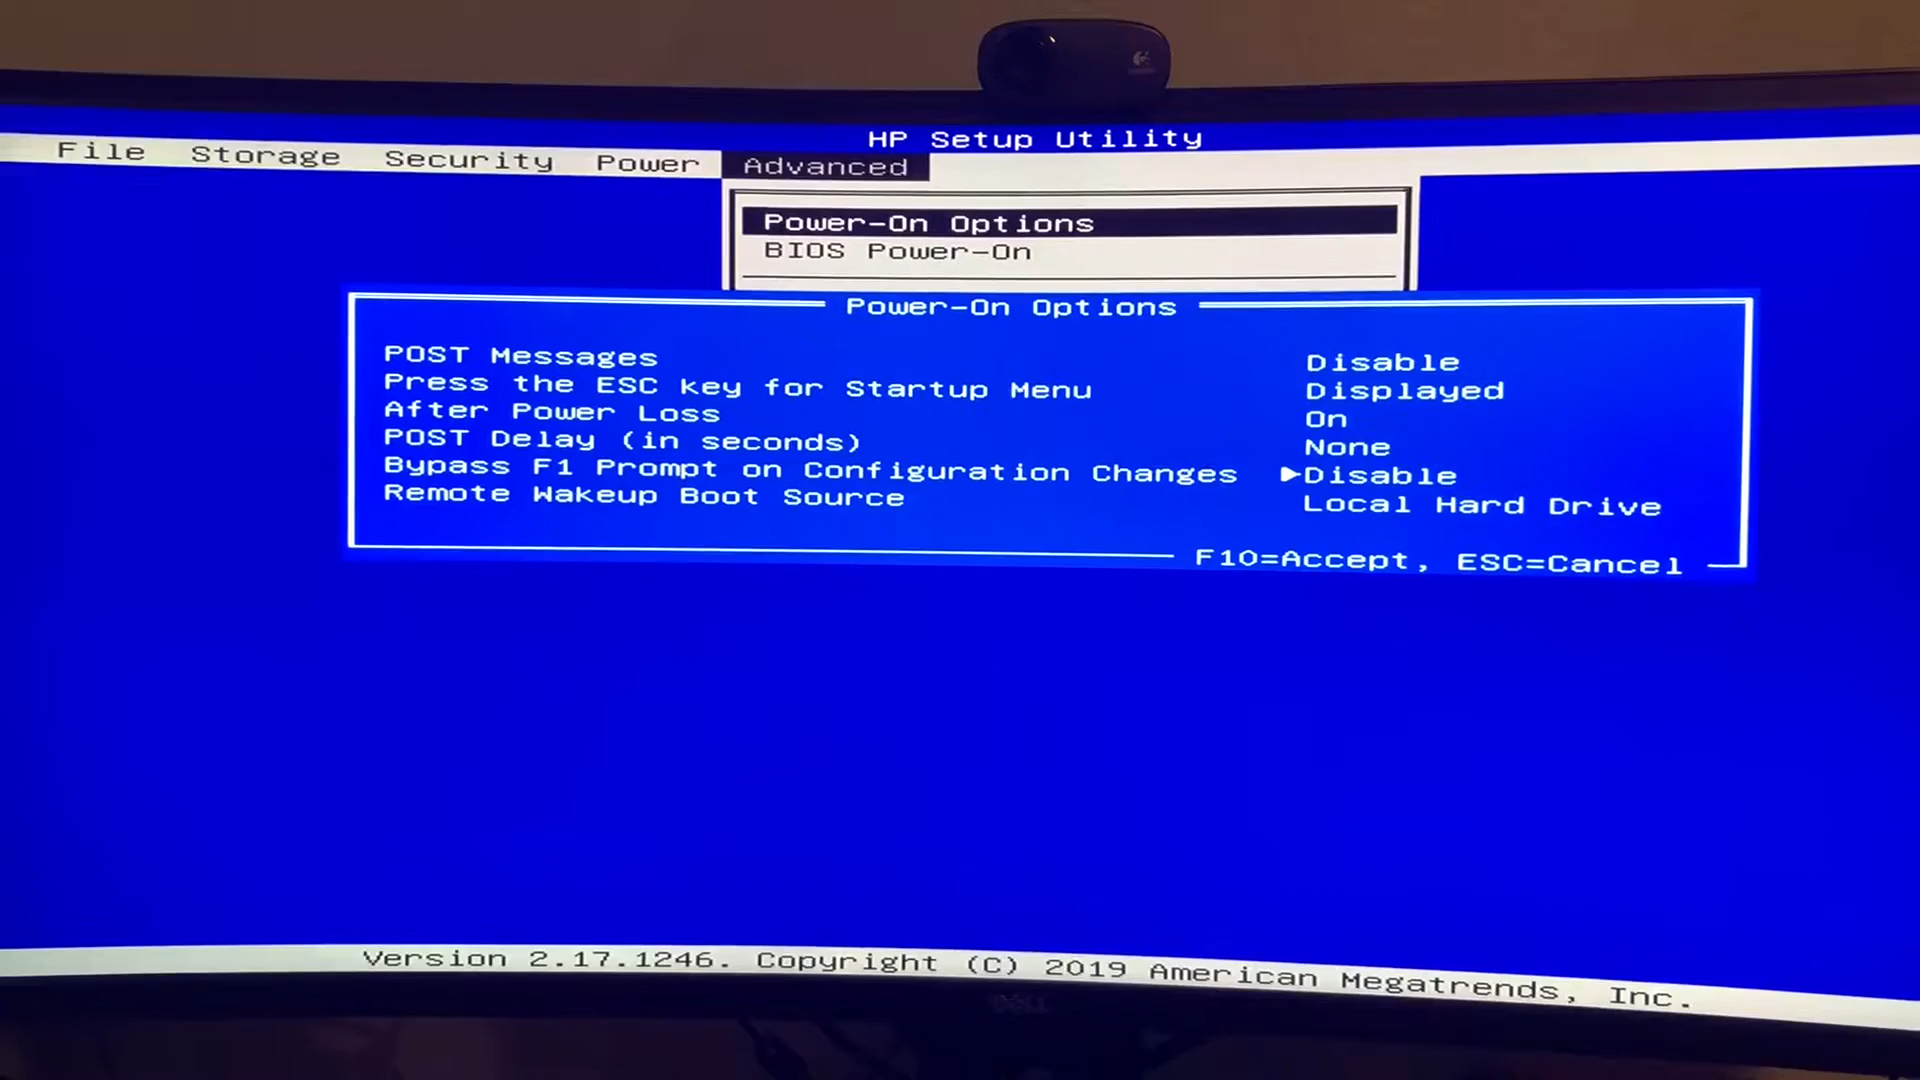 HP Setup Utility
File Storage Security Power Advanced
Power-On Options
BIOS Power-On
Power-On Options
POST Messages Disable
Press the ESC key for Startup Menu Displayed
After Power Loss On
POST Delay (in seconds) None
Bypass F1 Prompt on Configuration Changes ►Disable
Remote Wakeup Boot Source Local Hard Drive
F10=Accept, ESC=Cancel
Version 2.17.1246. Copyright (C) 2019 American Megatrends, Inc.
DELL